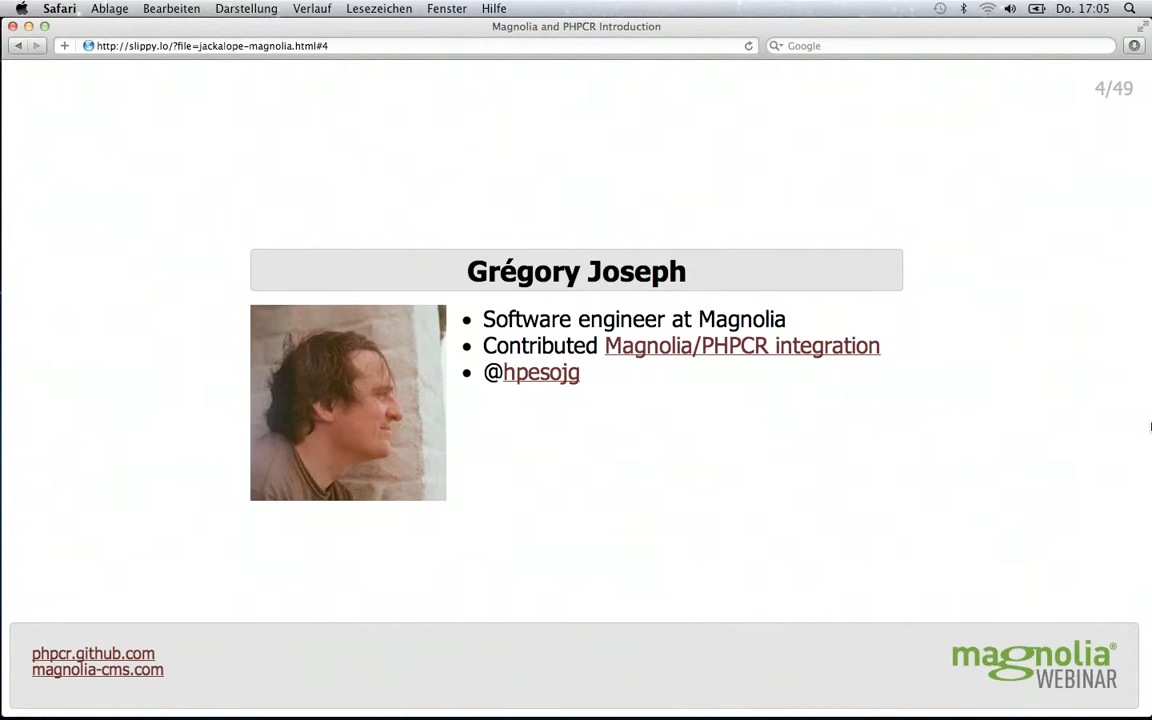 Safari Ablage Bearbeiten Darstellung Verlauf Lesezeichen Fenster Hilfe Do. 17:05
Magnolia and PHPCR Introduction
http://slippy.lo/?file=jackalope-magnolia.html#4 Google
4/49
Grégory Joseph
• Software engineer at Magnolia
• Contributed Magnolia/PHPCR integration
• @hpesojg
phpcr.github.com
magnolia-cms.com
magnolia®
WEBINAR